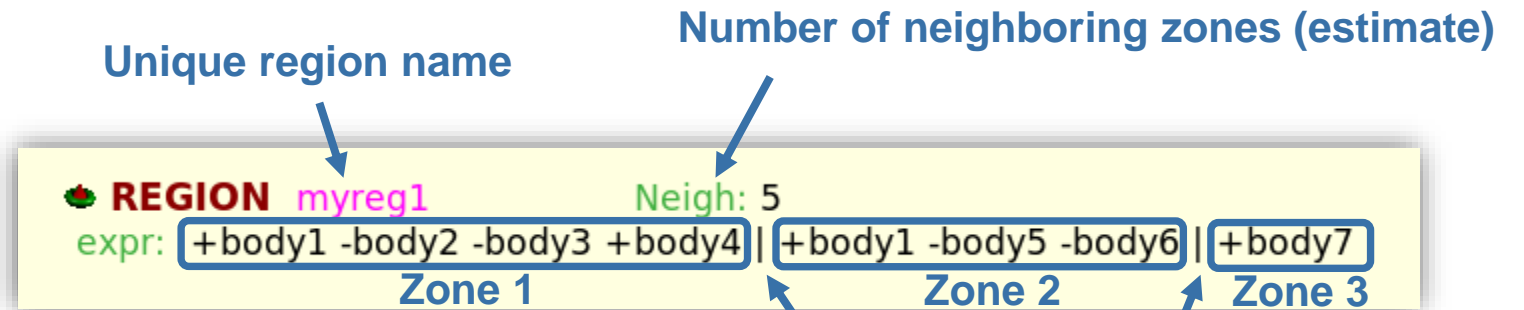 Number of neighboring zones (estimate)
Unique region name
REGION myreg1 Neigh: 5
expr: +body1 -body2 -body3 +body4 | +body1 -body5 -body6 | +body7
Zone 1 Zone 2 Zone 3